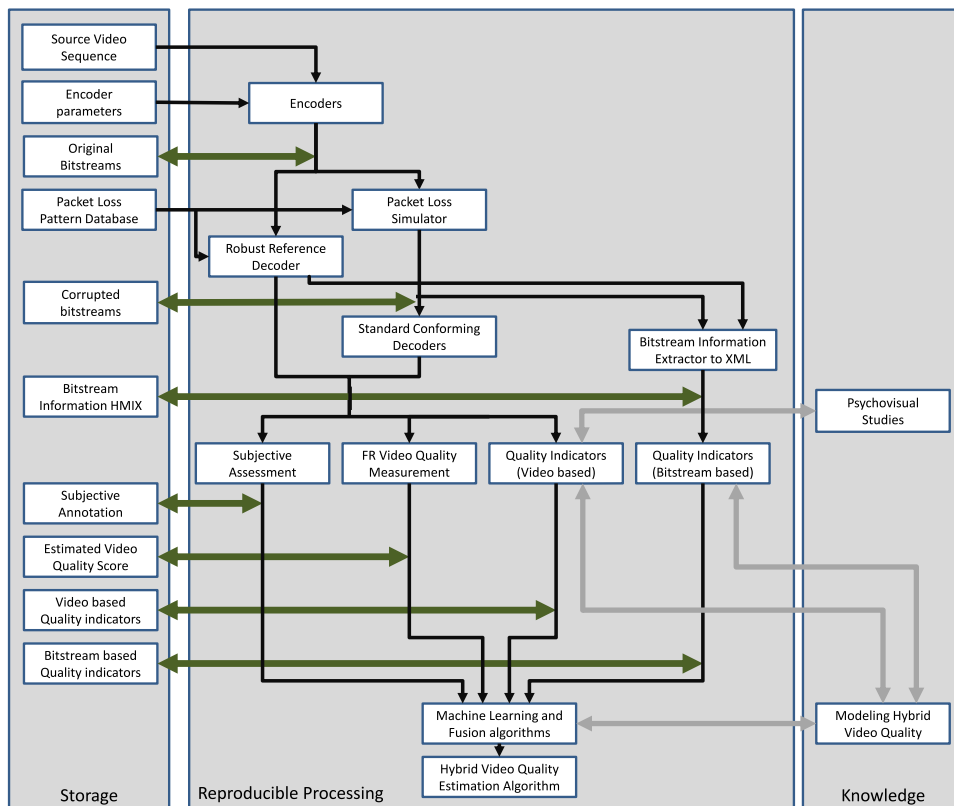 Source Video
Sequence
Encoder
parameters
Original
Bitstreams
Packet Loss
Pattern Database
Corrupted
bitstreams
Bitstream
Information HMIX
Subjective
Annotation
Estimated Video
Quality Score
Video based
Quality indicators
Bitstream based
Quality indicators
Storage
Encoders
Packet Loss
Simulator
Robust Reference
Decoder
Standard Conforming
Decoders
Bitstream Information
Extractor to XML
Subjective
Assessment
FR Video Quality
Measurement
Quality Indicators
(Video based)
Quality Indicators
(Bitstream based)
Machine Learning and
Fusion algorithms
Hybrid Video Quality
Estimation Algorithm
Reproducible Processing
Psychovisual
Studies
Modeling Hybrid
Video Quality
Knowledge